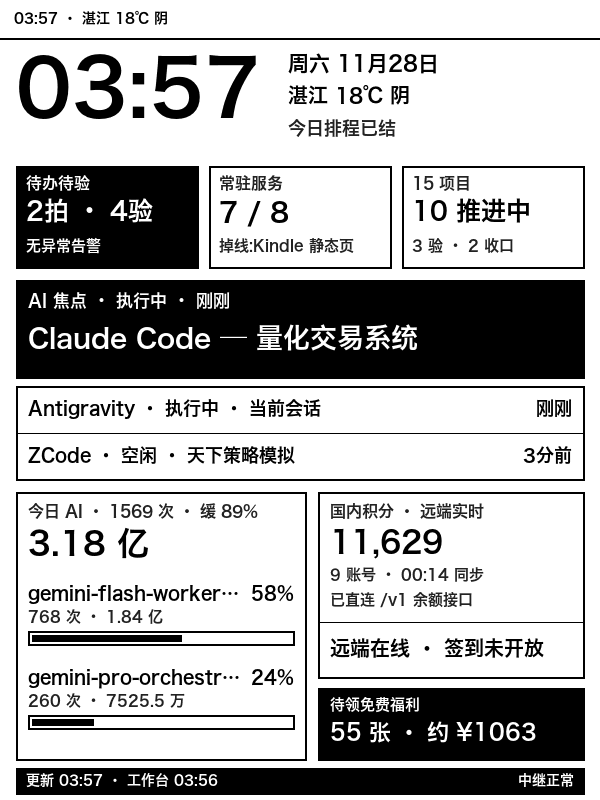 03:57 · 湛江 18℃ 阴
03:57
周六 11月28日
湛江 18℃ 阴
今日排程已结
待办待验
2拍 · 4验
无异常告警
常驻服务
7 / 8
掉线:Kindle 静态页
15 项目
10 推进中
3 验 · 2 收口
AI 焦点 · 执行中 · 刚刚
Claude Code — 量化交易系统
Antigravity · 执行中 · 当前会话 刚刚
ZCode · 空闲 · 天下策略模拟 3分前
今日 AI · 1569 次 · 缓 89%
3.18 亿
gemini-flash-worker… 58%
768 次 · 1.84 亿
gemini-pro-orchestr… 24%
260 次 · 7525.5 万
国内积分 · 远端实时
11,629
9 账号 · 00:14 同步
已直连 /v1 余额接口
远端在线 · 签到未开放
待领免费福利
55 张 · 约 ¥1063
更新 03:57 · 工作台 03:56 中继正常